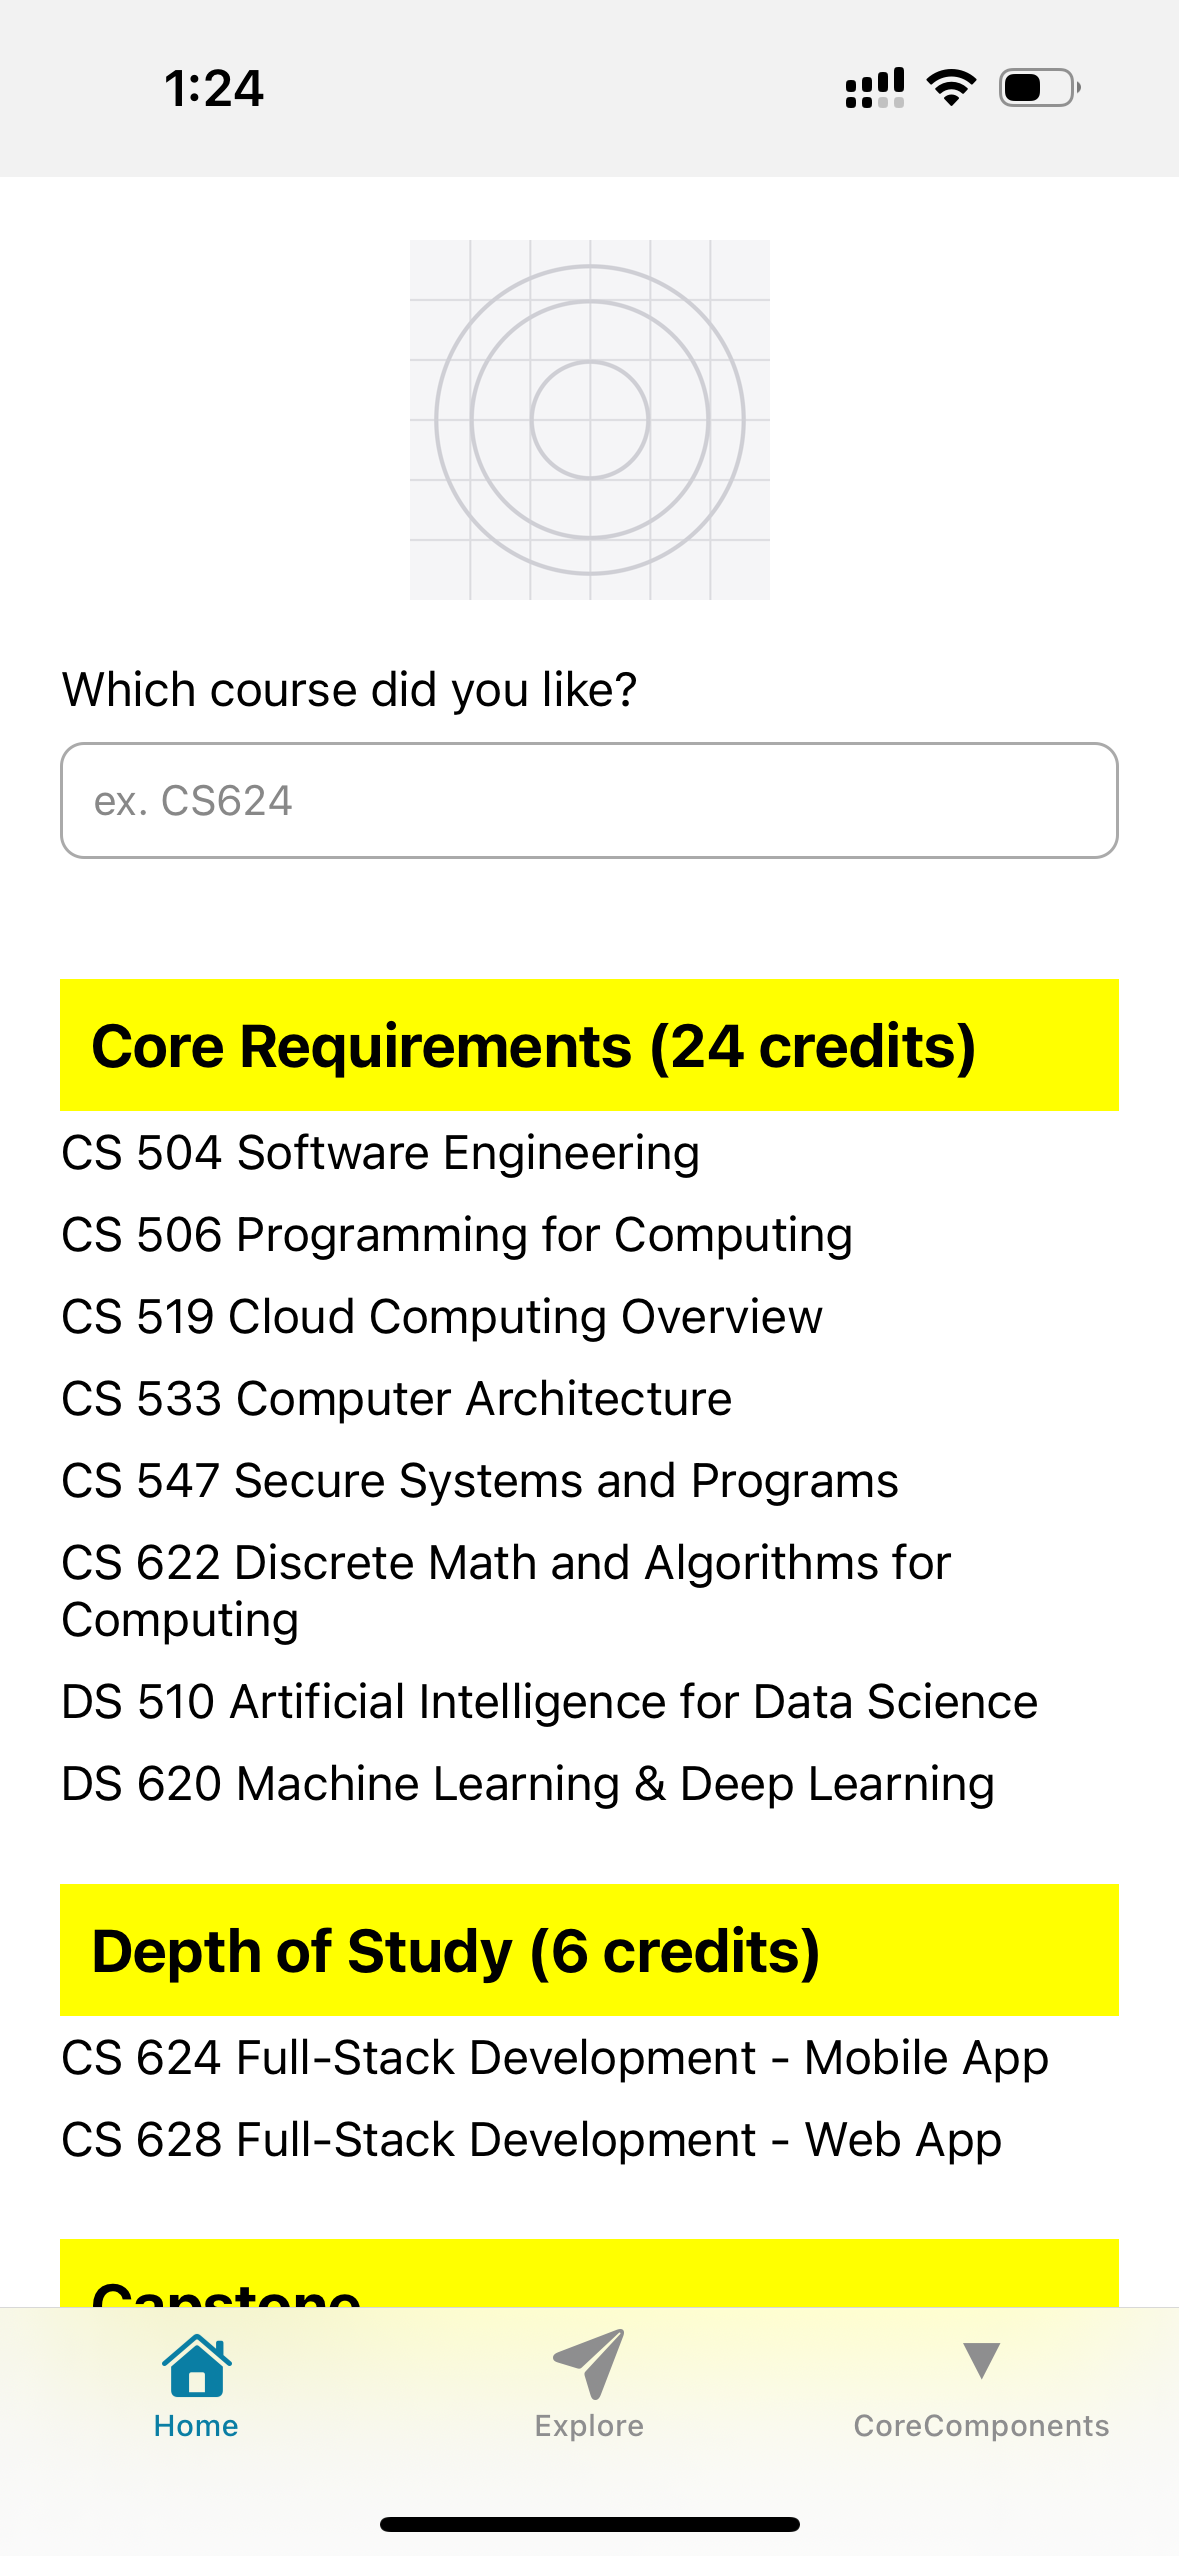 1:24
Which course did you like?
ex. CS624
Core Requirements (24 credits)
CS 504 Software Engineering
CS 506 Programming for Computing
CS 519 Cloud Computing Overview
CS 533 Computer Architecture
CS 547 Secure Systems and Programs
CS 622 Discrete Math and Algorithms for
Computing
DS 510 Artificial Intelligence for Data Science
DS 620 Machine Learning & Deep Learning
Depth of Study (6 credits)
CS 624 Full-Stack Development - Mobile App
CS 628 Full-Stack Development - Web App
Capstone
Home
Explore
CoreComponents